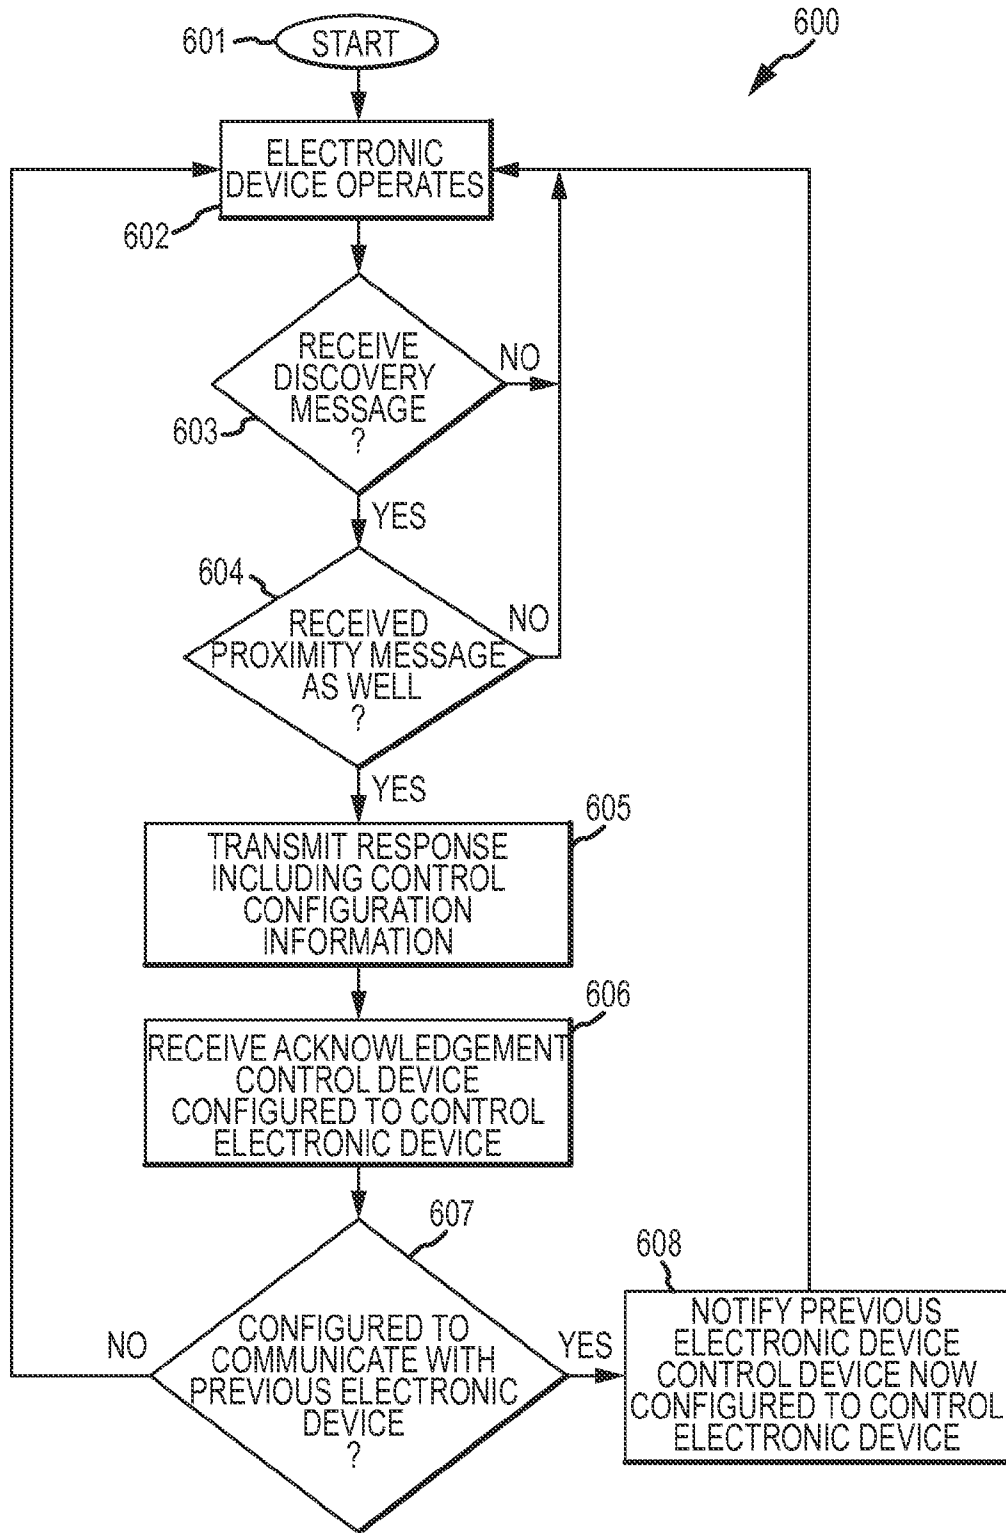 600
601
START
ELECTRONIC
DEVICE OPERATES
602
RECEIVE
DISCOVERY
MESSAGE
?
NO
603
YES
604
RECEIVED
PROXIMITY MESSAGE
AS WELL
?
NO
YES
605
TRANSMIT RESPONSE
INCLUDING CONTROL
CONFIGURATION
INFORMATION
606
RECEIVE ACKNOWLEDGEMENT
CONTROL DEVICE
CONFIGURED TO CONTROL
ELECTRONIC DEVICE
607
CONFIGURED TO
COMMUNICATE WITH
PREVIOUS ELECTRONIC
DEVICE
?
NO
YES
608
NOTIFY PREVIOUS
ELECTRONIC DEVICE
CONTROL DEVICE NOW
CONFIGURED TO CONTROL
ELECTRONIC DEVICE